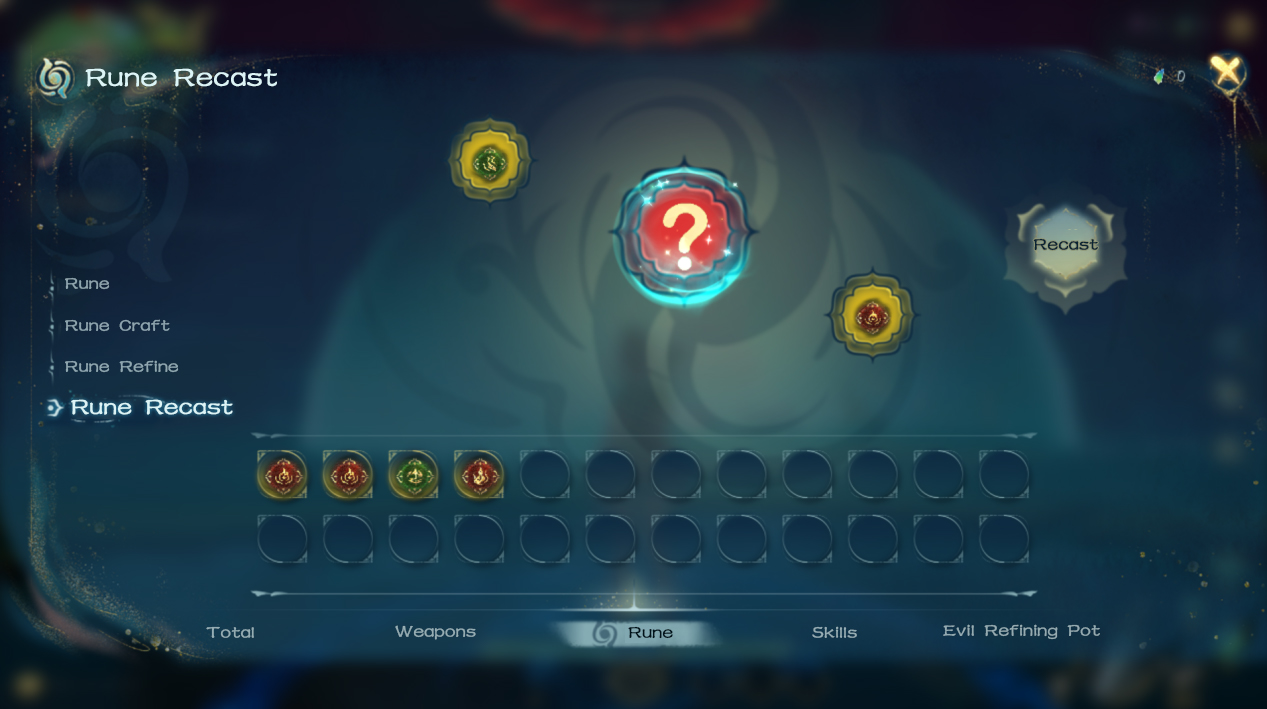 Rune Recast
0
?
Recast
Rune
Rune Craft
Rune Refine
Rune Recast
Total
Weapons
Rune
Skills
Evil Refining Pot